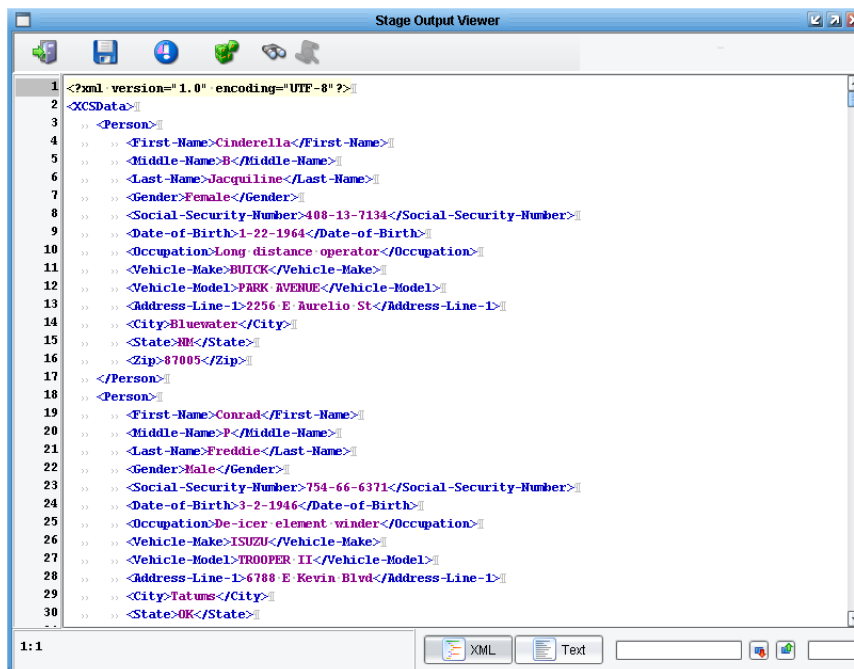 Stage Output Viewer
1 <?xml version="1.0" encoding="UTF-8"?>
2 <XCSData>
3 <Person>
4 <First-Name>Cinderella</First-Name>
5 <Middle-Name>B</Middle-Name>
6 <Last-Name>Jacquiline</Last-Name>
7 <Gender>Female</Gender>
8 <Social-Security-Number>408-13-7134</Social-Security-Number>
9 <Date-of-Birth>1-22-1964</Date-of-Birth>
10 <Occupation>Long distance operator</Occupation>
11 <Vehicle-Make>BUICK</Vehicle-Make>
12 <Vehicle-Model>PARK AVENUE</Vehicle-Model>
13 <Address-Line-1>2256 E Aurelio St</Address-Line-1>
14 <City>Bluewater</City>
15 <State>NM</State>
16 <Zip>87005</Zip>
17 </Person>
18 <Person>
19 <First-Name>Conrad</First-Name>
20 <Middle-Name>P</Middle-Name>
21 <Last-Name>Freddie</Last-Name>
22 <Gender>Male</Gender>
23 <Social-Security-Number>754-66-6371</Social-Security-Number>
24 <Date-of-Birth>3-2-1946</Date-of-Birth>
25 <Occupation>De-icer element winder</Occupation>
26 <Vehicle-Make>ISUZU</Vehicle-Make>
27 <Vehicle-Model>TROOPER II</Vehicle-Model>
28 <Address-Line-1>6788 E Kevin Blvd</Address-Line-1>
29 <City>Tatums</City>
30 <State>OK</State>
1:1 XML Text